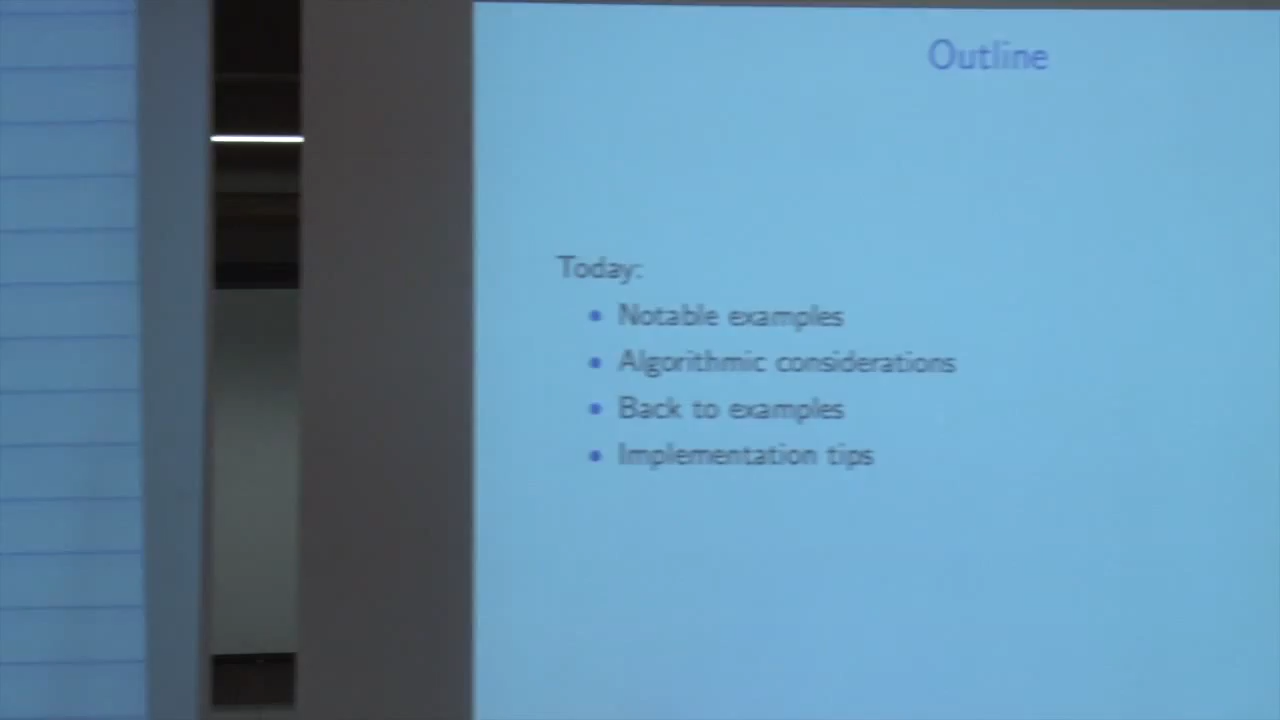 Outline
Today:
• Notable examples
• Algorithmic considerations
• Back to examples
• Implementation tips